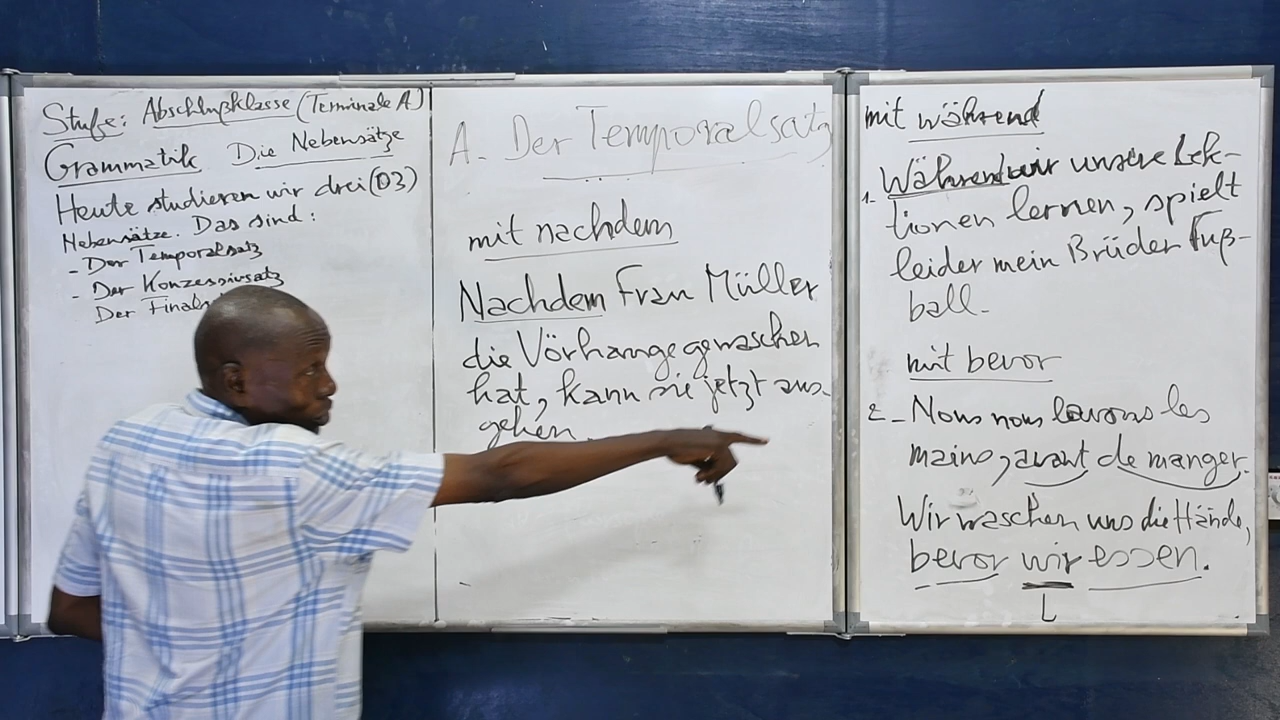 Stufe: Abschlußklasse (Terminale A)
Grammatik Die Nebensätze
Heute studieren wir drei (03)
Nebensätze. Das sind:
- Der Temporalsatz
- Der Konzessivsatz
Der Finals
A - Der Temporalsatz
mit nachdem
Nachdem Frau Müller
die Vörhange gewaschen
hat, kann sie jetzt aus-
gehen.
mit während
1. Während wir unsere Lek-
tionen lernen, spielt
leider mein Brüder Fuß-
ball.
mit bevor
2 - Nous nous lavons les
mains, avant de manger.
Wir waschen uns die Hände,
bevor wir essen.
L